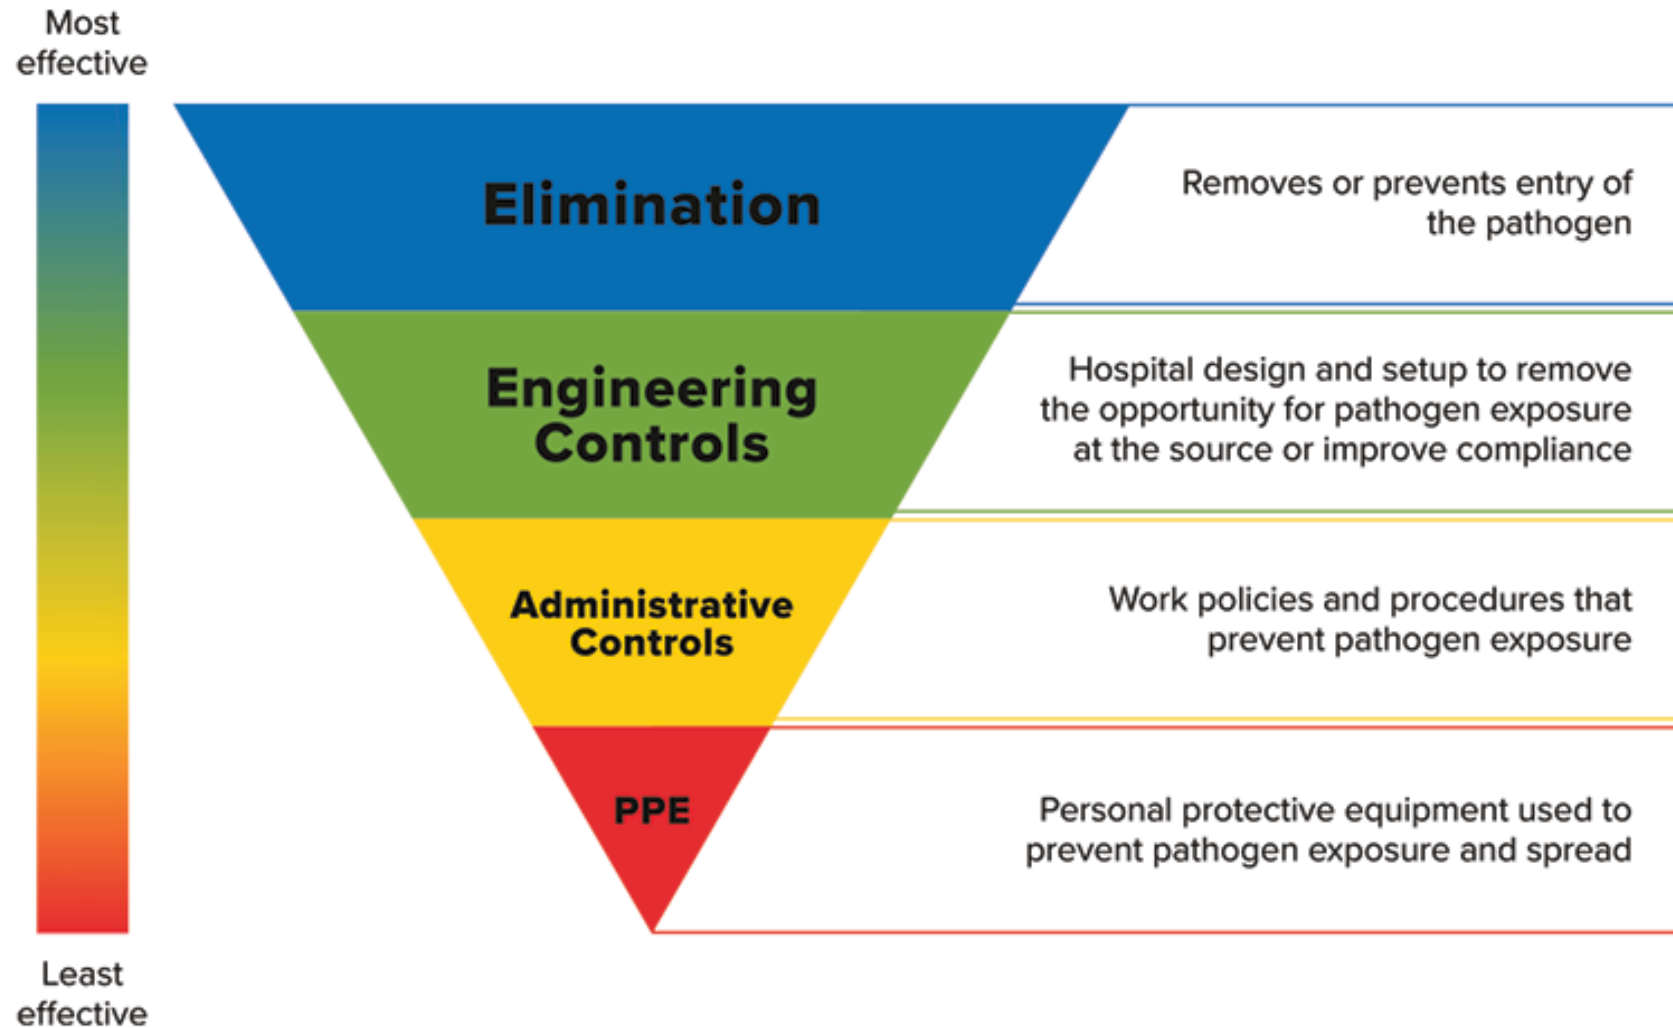 Most
effective
Elimination
Removes or prevents entry of
the pathogen
Engineering
Controls
Hospital design and setup to remove
the opportunity for pathogen exposure
at the source or improve compliance
Administrative
Controls
Work policies and procedures that
prevent pathogen exposure
PPE
Personal protective equipment used to
prevent pathogen exposure and spread
Least
effective